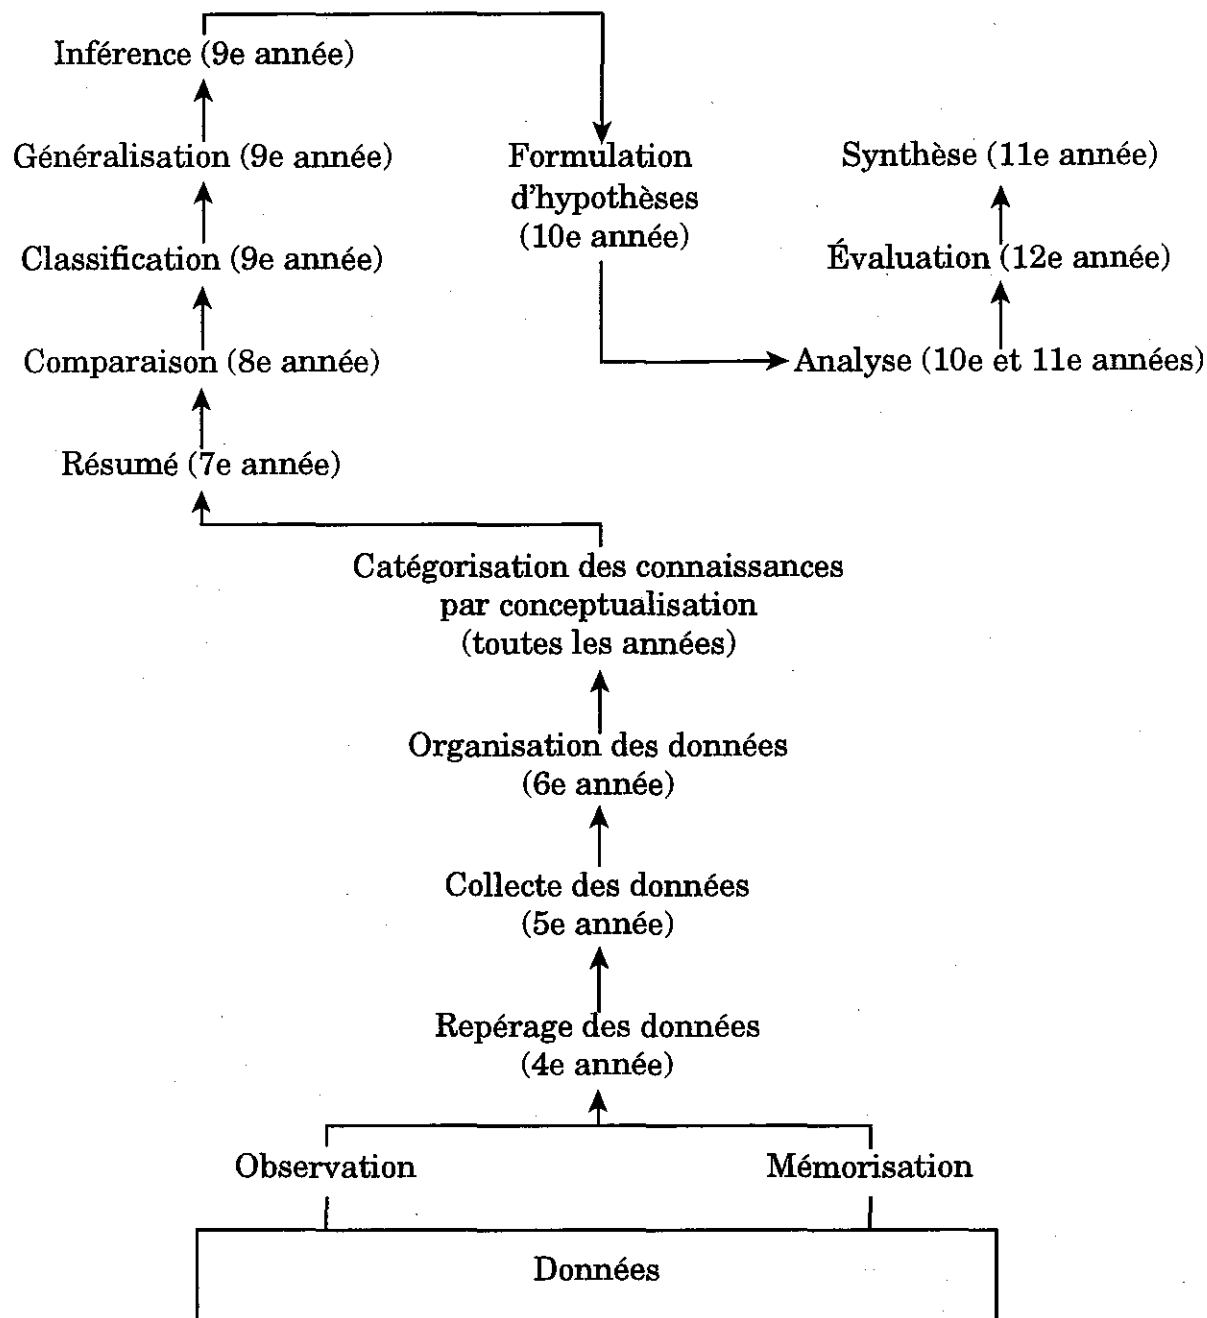 Inférence (9e année)
Généralisation (9e année)
Formulation
d'hypothèses
(10e année)
Synthèse (11e année)
Classification (9e année)
Évaluation (12e année)
Comparaison (8e année)
Analyse (10e et 11e années)
Résumé (7e année)
Catégorisation des connaissances
par conceptualisation
(toutes les années)
Organisation des données
(6e année)
Collecte des données
(5e année)
Repérage des données
(4e année)
Observation
Mémorisation
Données